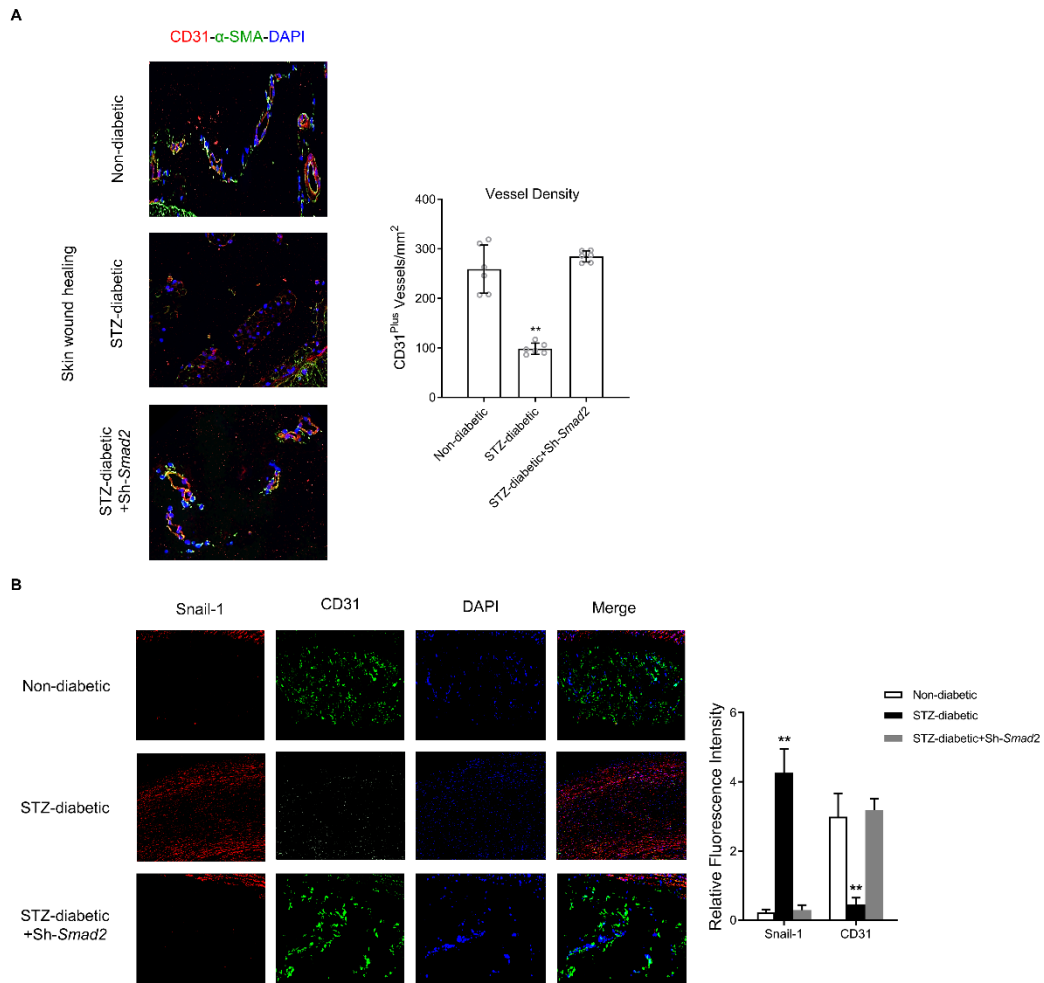 A
CD31-α-SMA-DAPI
Skin wound healing
Non-diabetic
STZ-diabetic
STZ-diabetic
+Sh-Smad2
Vessel Density
CD31Plus Vessels/mm2
400
300
200
100
0
Non-diabetic
STZ-diabetic
STZ-diabetic+Sh-Smad2
**
B
Snail-1 CD31 DAPI Merge
Non-diabetic
STZ-diabetic
STZ-diabetic
+Sh-Smad2
Non-diabetic
STZ-diabetic
STZ-diabetic+Sh-Smad2
Relative Fluorescence Intensity
6
4
2
0
**
**
Snail-1 CD31